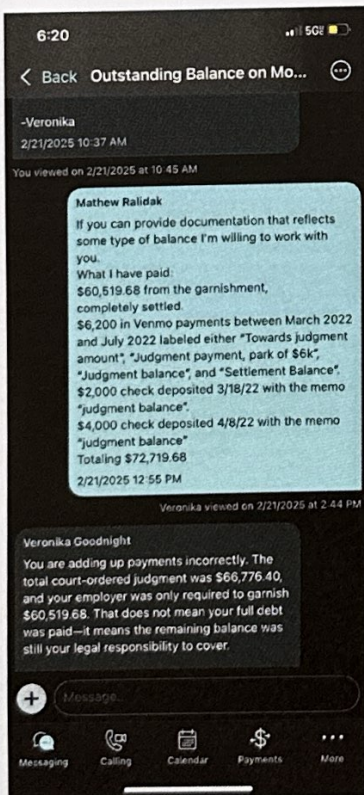 6:20
5G
Back Outstanding Balance on Mo...
-Veronika
2/21/2025 10:37 AM
You viewed on 2/21/2025 at 10:45 AM
Mathew Ralidak
If you can provide documentation that reflects
some type of balance I'm willing to work with
you.
What I have paid:
$60,519.68 from the garnishment,
completely settled.
$6,200 in Venmo payments between March 2022
and July 2022 labeled either "Towards judgment
amount", "Judgment payment, park of $6k",
"Judgment balance", and "Settlement Balance".
$2,000 check deposited 3/18/22 with the memo
"judgment balance".
$4,000 check deposited 4/8/22 with the memo
"judgment balance"
Totaling $72,719.68
2/21/2025 12:55 PM
Veronika viewed on 2/21/2025 at 2:44 PM
Veronika Goodnight
You are adding up payments incorrectly. The
total court-ordered judgment was $66,776.40,
and your employer was only required to garnish
$60,519.68. That does not mean your full debt
was paid—it means the remaining balance was
still your legal responsibility to cover.
Message...
Messaging Calling Calendar Payments More